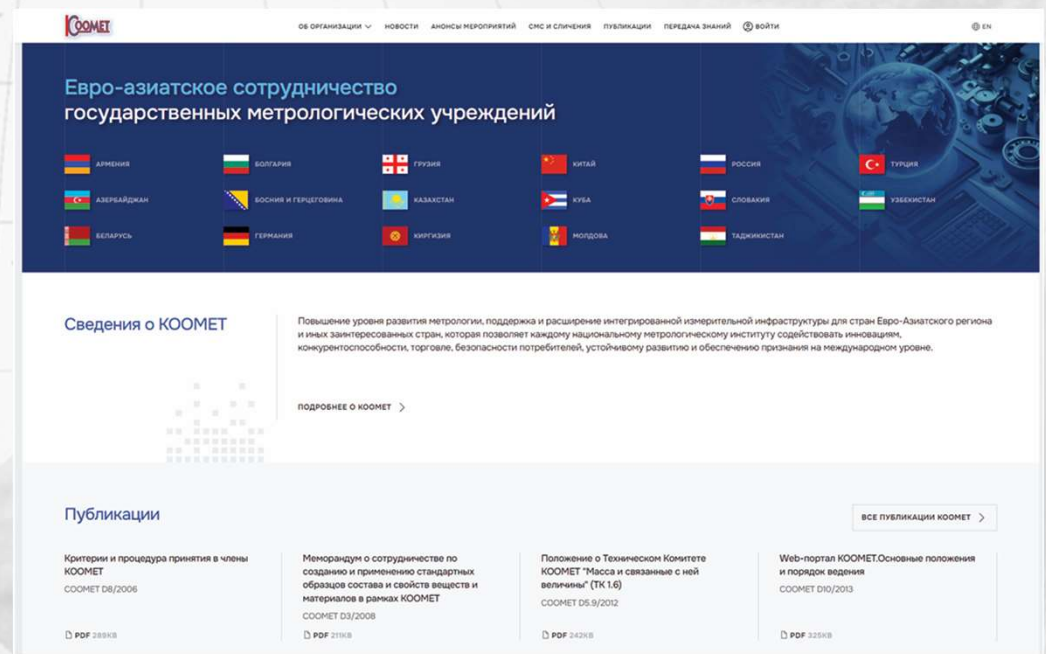 COOMET
ОБ ОРГАНИЗАЦИИ НОВОСТИ АНОНСЫ МЕРОПРИЯТИЙ СМС И СЛИЧЕНИЯ ПУБЛИКАЦИИ ПЕРЕДАЧА ЗНАНИЙ ВОЙТИ EN
Евро-азиатское сотрудничество
государственных метрологических учреждений
АРМЕНИЯ БОЛГАРИЯ ГРУЗИЯ КИТАЙ РОССИЯ ТУРЦИЯ
АЗЕРБАЙДЖАН БОСНИЯ И ГЕРЦЕГОВИНА КАЗАХСТАН КУБА СЛОВАКИЯ УЗБЕКИСТАН
БЕЛАРУСЬ ГЕРМАНИЯ КИРГИЗИЯ МОЛДОВА ТАДЖИКИСТАН
Сведения о КООМЕТ
Повышение уровня развития метрологии, поддержка и расширение интегрированной измерительной инфраструктуры для стран Евро-Азиатского региона
и иных заинтересованных стран, которая позволяет каждому национальному метрологическому институту содействовать инновациям,
конкурентоспособности, торговле, безопасности потребителей, устойчивому развитию и обеспечению признания на международном уровне.
ПОДРОБНЕЕ О КООМЕТ
Публикации
ВСЕ ПУБЛИКАЦИИ КООМЕТ
Критерии и процедура принятия в члены
КООМЕТ
COOMET D8/2006
PDF 289KB
Меморандум о сотрудничестве по
созданию и применению стандартных
образцов состава и свойств веществ и
материалов в рамках КООМЕТ
COOMET D3/2008
PDF 211KB
Положение о Техническом Комитете
КООМЕТ "Масса и связанные с ней
величины" (ТК 1.6)
COOMET D5.9/2012
PDF 242KB
Web-портал КООМЕТ.Основные положения
и порядок ведения
COOMET D10/2013
PDF 325KB